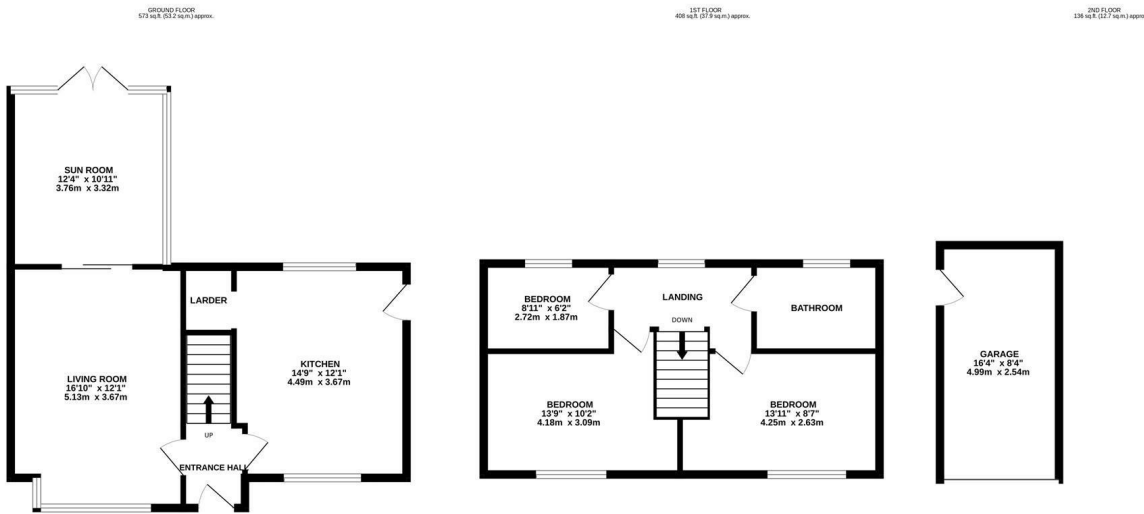 GROUND FLOOR
573 sq.ft. (53.2 sq.m.) approx.
1ST FLOOR
408 sq.ft. (37.9 sq.m.) approx.
2ND FLOOR
136 sq.ft. (12.7 sq.m.) appro
SUN ROOM
12'4" x 10'11"
3.76m x 3.32m
LARDER
KITCHEN
14'9" x 12'1"
4.49m x 3.67m
LIVING ROOM
16'10" x 12'1"
5.13m x 3.67m
UP
ENTRANCE HALL
BEDROOM
8'11" x 6'2"
2.72m x 1.87m
LANDING
DOWN
BATHROOM
BEDROOM
13'9" x 10'2"
4.18m x 3.09m
BEDROOM
13'11" x 8'7"
4.25m x 2.63m
GARAGE
16'4" x 8'4"
4.99m x 2.54m